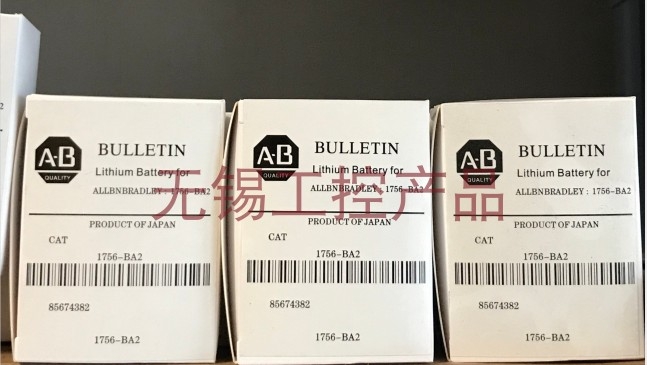 A-B
QUALITY
BULLETIN
Lithium Battery for
ALLBNBRADLEY : 1756-BA2
PRODUCT OF JAPAN
CAT
1756-BA2
85674382
1756-BA2
A-B
QUALITY
BULLETIN
Lithium Battery for
ALLBNBRADLEY : 1756-BA2
PRODUCT OF JAPAN
CAT
1756-BA2
85674382
1756-BA2
A-B
QUALITY
BULLETIN
Lithium Battery for
ALLBNBRADLEY : 1756-BA2
PRODUCT OF JAPAN
CAT
1756-BA2
85674382
1756-BA2
无锡工控产品